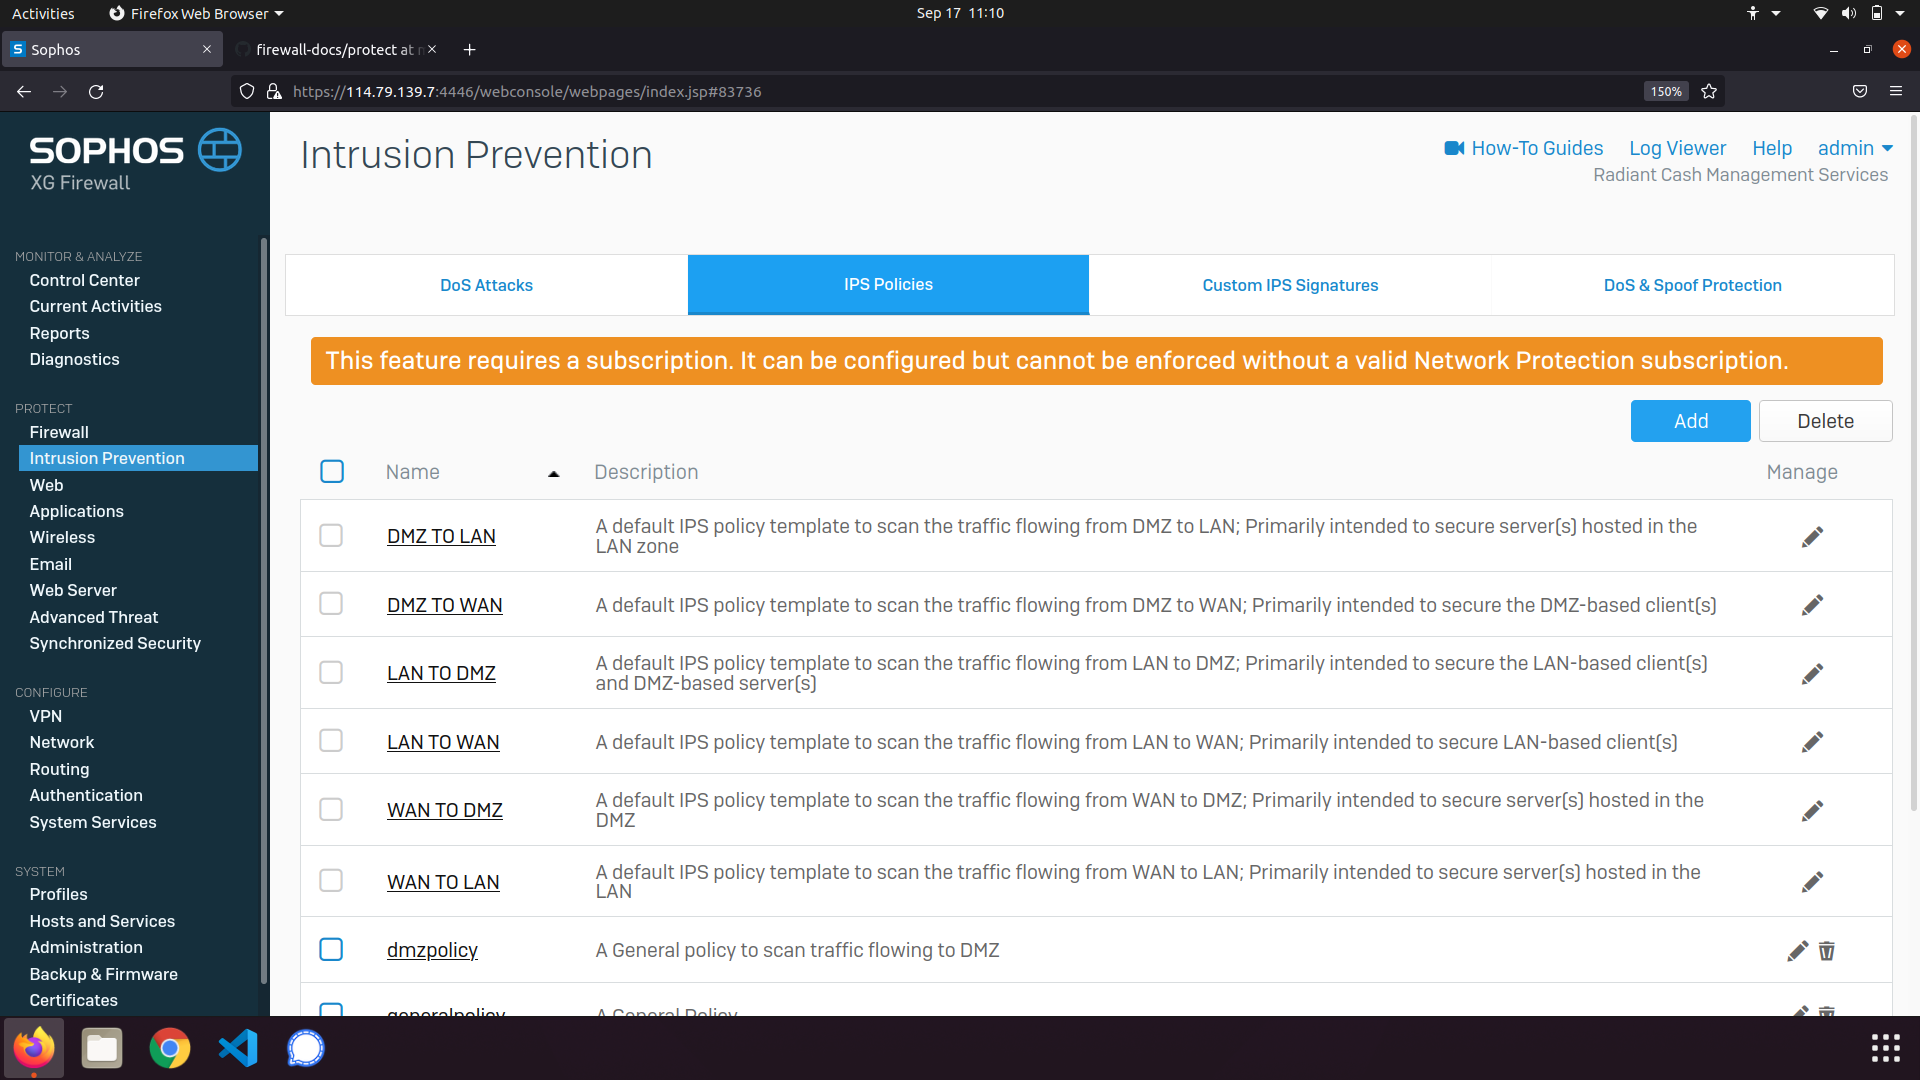 Activities
Firefox Web Browser
Sep 17 11:10
Sophos
firewall-docs/protect at
https://114.79.139.7:4446/webconsole/webpages/index.jsp#83736
150%
SOPHOS
XG Firewall
MONITOR & ANALYZE
Control Center
Current Activities
Reports
Diagnostics
PROTECT
Firewall
Intrusion Prevention
Web
Applications
Wireless
Email
Web Server
Advanced Threat
Synchronized Security
CONFIGURE
VPN
Network
Routing
Authentication
System Services
SYSTEM
Profiles
Hosts and Services
Administration
Backup & Firmware
Certificates
Intrusion Prevention
How-To Guides
Log Viewer
Help
admin
Radiant Cash Management Services
DoS Attacks
IPS Policies
Custom IPS Signatures
DoS & Spoof Protection
This feature requires a subscription. It can be configured but cannot be enforced without a valid Network Protection subscription.
Add
Delete
Name
Description
Manage
DMZ TO LAN
A default IPS policy template to scan the traffic flowing from DMZ to LAN; Primarily intended to secure server(s) hosted in the
LAN zone
DMZ TO WAN
A default IPS policy template to scan the traffic flowing from DMZ to WAN; Primarily intended to secure the DMZ-based client(s)
LAN TO DMZ
A default IPS policy template to scan the traffic flowing from LAN to DMZ; Primarily intended to secure the LAN-based client(s)
and DMZ-based server(s)
LAN TO WAN
A default IPS policy template to scan the traffic flowing from LAN to WAN; Primarily intended to secure LAN-based client(s)
WAN TO DMZ
A default IPS policy template to scan the traffic flowing from WAN to DMZ; Primarily intended to secure server(s) hosted in the
DMZ
WAN TO LAN
A default IPS policy template to scan the traffic flowing from WAN to LAN; Primarily intended to secure server(s) hosted in the
LAN
dmzpolicy
A General policy to scan traffic flowing to DMZ
generalpolicy
A General Policy